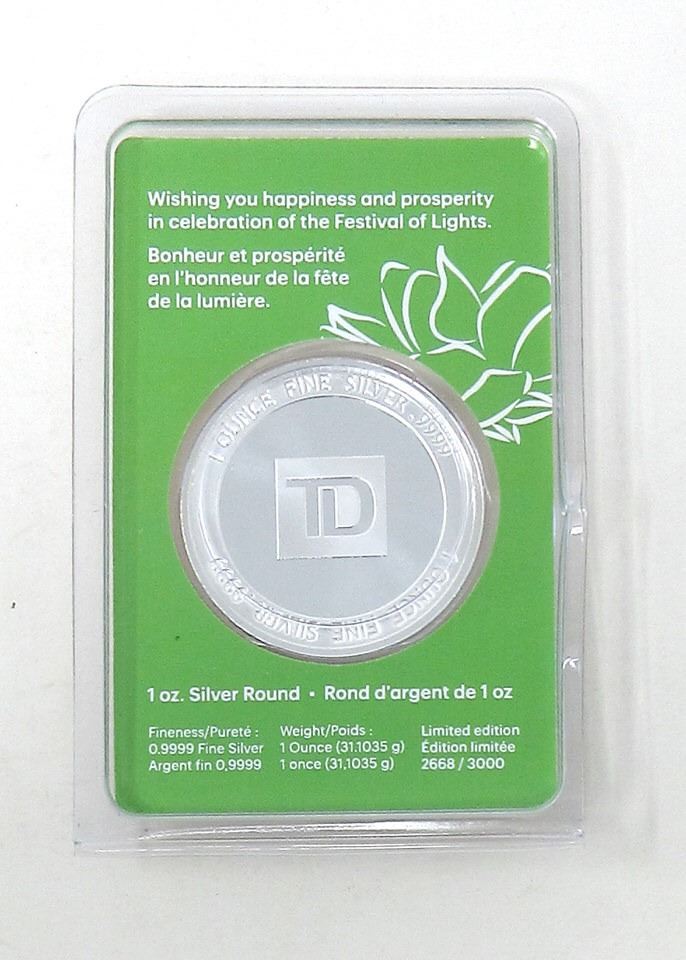 Wishing you happiness and prosperity
in celebration of the Festival of Lights.
Bonheur et prospérité
en l'honneur de la fête
de la lumière.
1 OUNCE FINE SILVER .9999
TD
1 OUNCE FINE SILVER .9999
1 oz. Silver Round ▪ Rond d'argent de 1 oz
Fineness/Pureté :
0.9999 Fine Silver
Argent fin 0,9999
Weight/Poids :
1 Ounce (31.1035 g)
1 once (31,1035 g)
Limited edition
Édition limitée
2668 / 3000